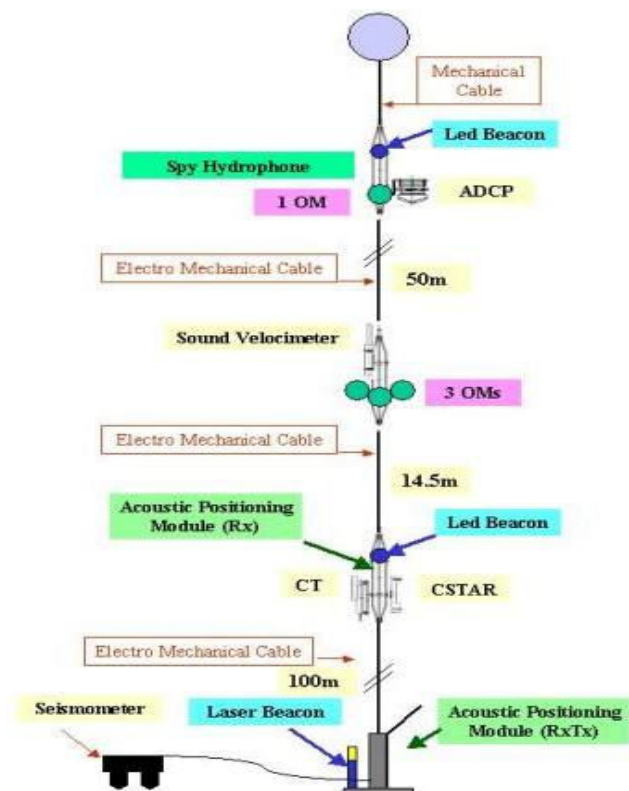 Mechanical
Cable
Led Beacon
Spy Hydrophone
1 OM
ADCP
Electro Mechanical Cable
50m
Sound Velocimeter
3 OMs
Electro Mechanical Cable
14.5m
Acoustic Positioning
Module (Rx)
Led Beacon
CT
CSTAR
Electro Mechanical Cable
100m
Seismometer
Laser Beacon
Acoustic Positioning
Module (RxTx)